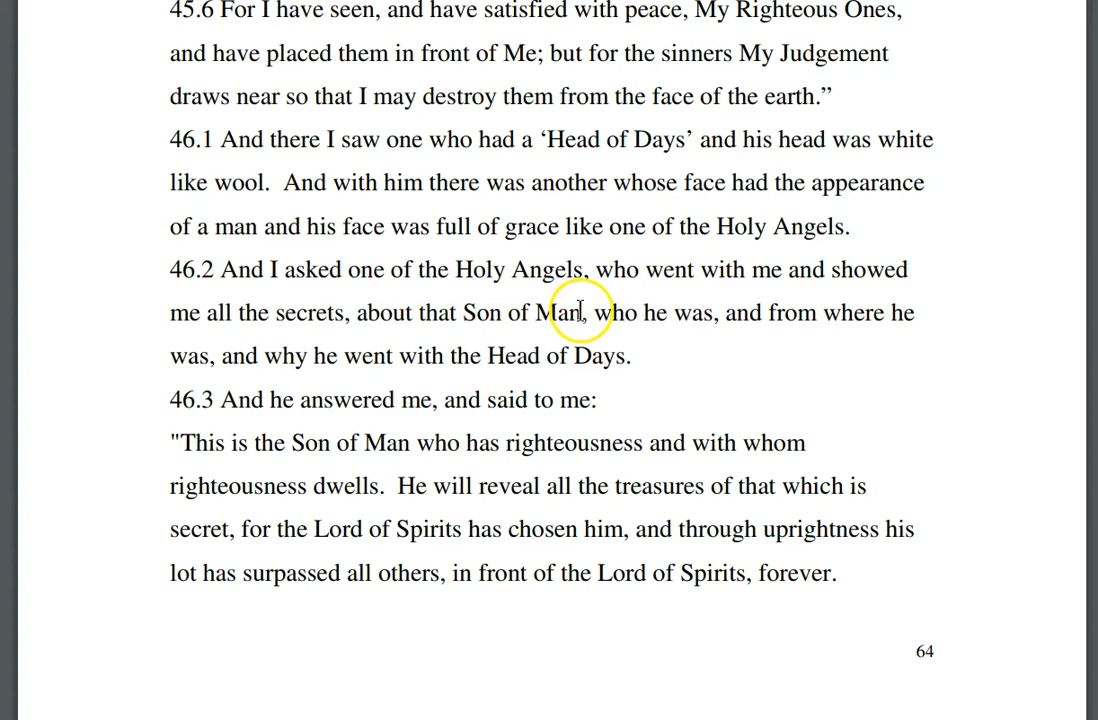 45.6 For I have seen, and have satisfied with peace, My Righteous Ones,
and have placed them in front of Me; but for the sinners My Judgement
draws near so that I may destroy them from the face of the earth.”
46.1 And there I saw one who had a ‘Head of Days’ and his head was white
like wool.  And with him there was another whose face had the appearance
of a man and his face was full of grace like one of the Holy Angels.
46.2 And I asked one of the Holy Angels, who went with me and showed
me all the secrets, about that Son of Man, who he was, and from where he
was, and why he went with the Head of Days.
46.3 And he answered me, and said to me:
"This is the Son of Man who has righteousness and with whom
righteousness dwells.  He will reveal all the treasures of that which is
secret, for the Lord of Spirits has chosen him, and through uprightness his
lot has surpassed all others, in front of the Lord of Spirits, forever.
64